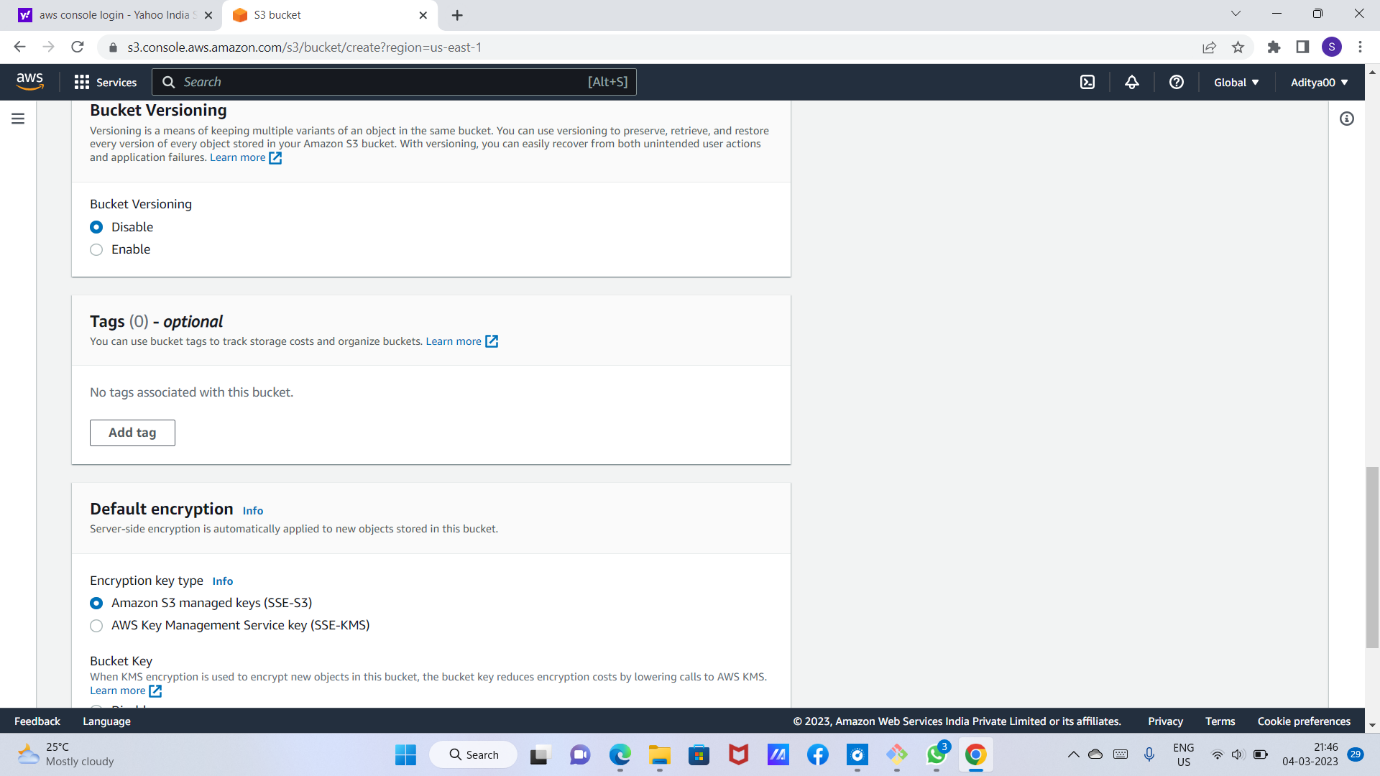 aws console login - Yahoo India S
S3 bucket
s3.console.aws.amazon.com/s3/bucket/create?region=us-east-1
S
aws
Services
Search
[Alt+S]
Global
Aditya00
Bucket Versioning
Versioning is a means of keeping multiple variants of an object in the same bucket. You can use versioning to preserve, retrieve, and restore
every version of every object stored in your Amazon S3 bucket. With versioning, you can easily recover from both unintended user actions
and application failures. Learn more
Bucket Versioning
Disable
Enable
Tags (0) - optional
You can use bucket tags to track storage costs and organize buckets. Learn more
No tags associated with this bucket.
Add tag
Default encryption Info
Server-side encryption is automatically applied to new objects stored in this bucket.
Encryption key type Info
Amazon S3 managed keys (SSE-S3)
AWS Key Management Service key (SSE-KMS)
Bucket Key
When KMS encryption is used to encrypt new objects in this bucket, the bucket key reduces encryption costs by lowering calls to AWS KMS.
Learn more
Feedback
Language
© 2023, Amazon Web Services India Private Limited or its affiliates.
Privacy
Terms
Cookie preferences
25°C
Mostly cloudy
Search
3
ENG
US
21:46
04-03-2023
29